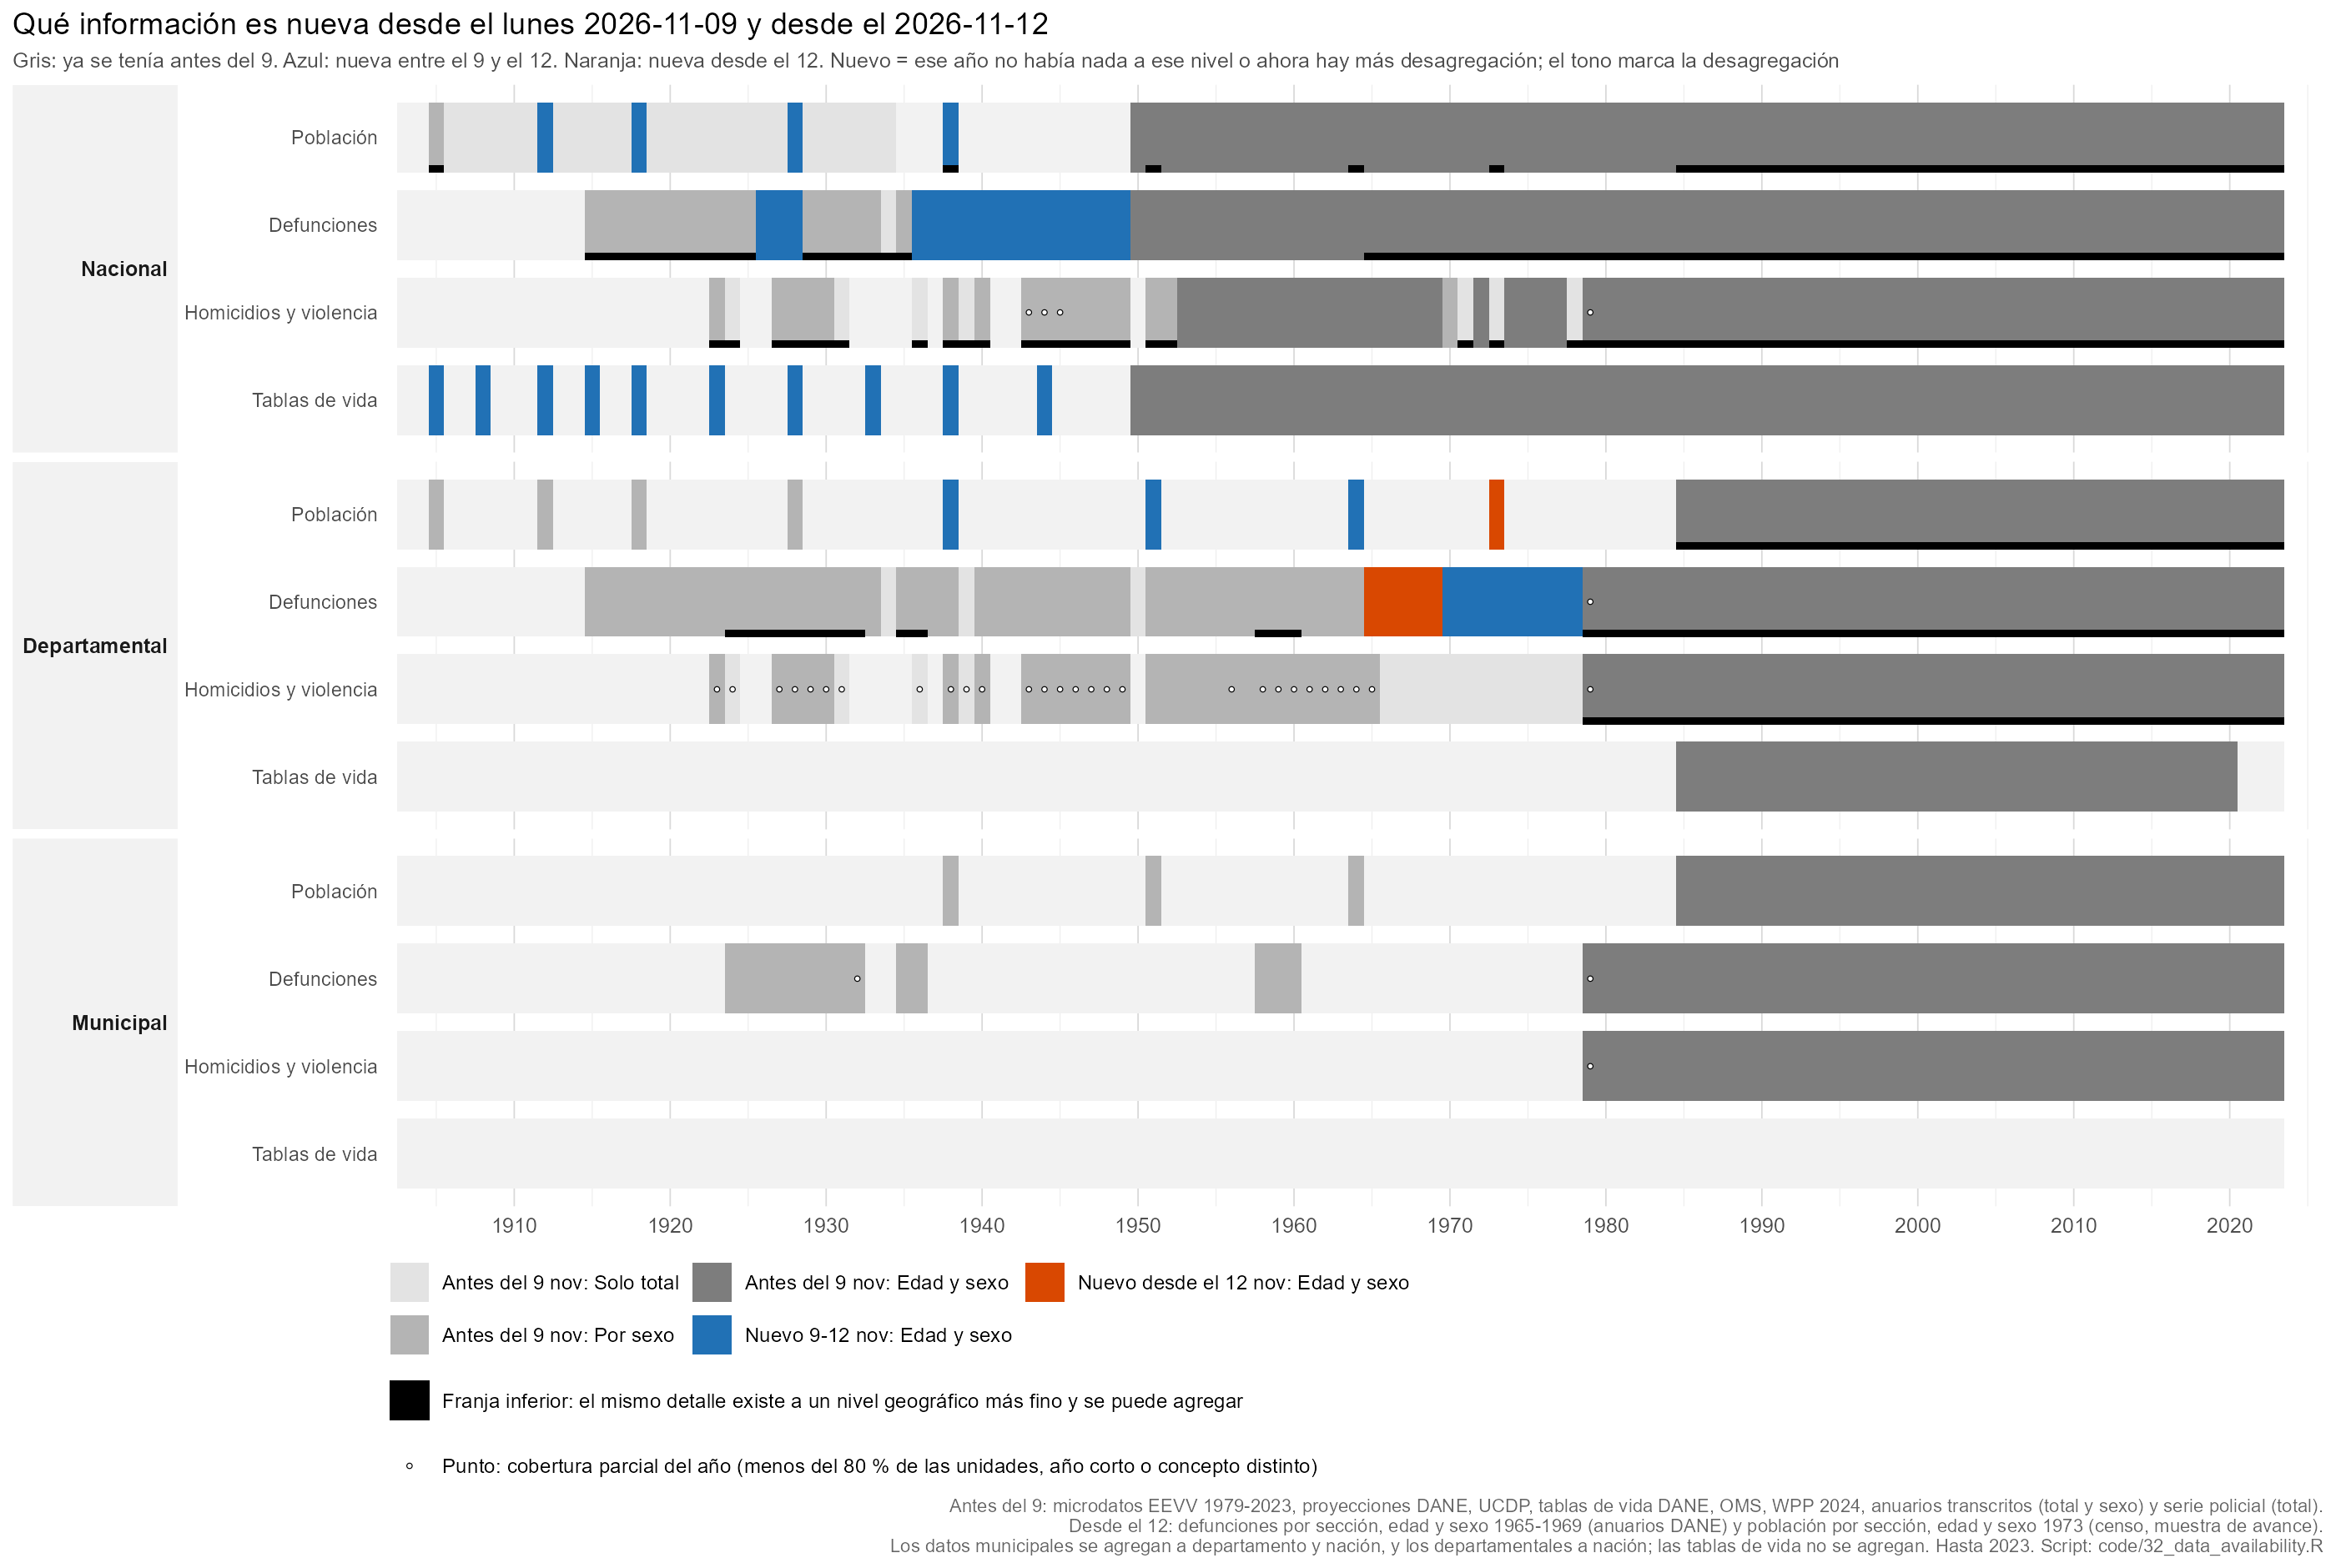 Qué información es nueva desde el lunes 2026-11-09 y desde el 2026-11-12
Gris: ya se tenía antes del 9. Azul: nueva entre el 9 y el 12. Naranja: nueva desde el 12. Nuevo = ese año no había nada a ese nivel o ahora hay más desagregación; el tono marca la desagregación
Nacional
Población
Defunciones
Homicidios y violencia
Tablas de vida
Departamental
Población
Defunciones
Homicidios y violencia
Tablas de vida
Municipal
Población
Defunciones
Homicidios y violencia
Tablas de vida
1910 1920 1930 1940 1950 1960 1970 1980 1990 2000 2010 2020
Antes del 9 nov: Solo total
Antes del 9 nov: Edad y sexo
Nuevo desde el 12 nov: Edad y sexo
Antes del 9 nov: Por sexo
Nuevo 9-12 nov: Edad y sexo
Franja inferior: el mismo detalle existe a un nivel geográfico más fino y se puede agregar
Punto: cobertura parcial del año (menos del 80 % de las unidades, año corto o concepto distinto)
Antes del 9: microdatos EEVV 1979-2023, proyecciones DANE, UCDP, tablas de vida DANE, OMS, WPP 2024, anuarios transcritos (total y sexo) y serie policial (total).
Desde el 12: defunciones por sección, edad y sexo 1965-1969 (anuarios DANE) y población por sección, edad y sexo 1973 (censo, muestra de avance).
Los datos municipales se agregan a departamento y nación, y los departamentales a nación; las tablas de vida no se agregan. Hasta 2023. Script: code/32_data_availability.R